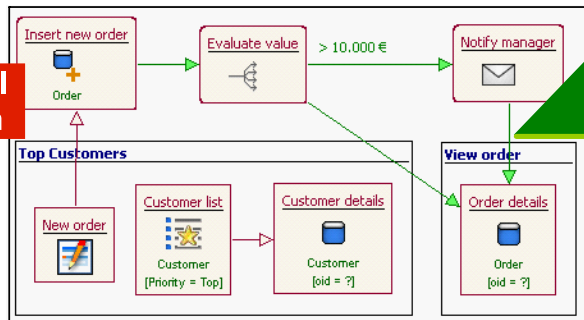 Insert new order
Order
Evaluate value
> 10.000 €
Notify manager
Top Customers
New order
Customer list
Customer
[Priority = Top]
Customer details
Customer
[oid = ?]
View order
Order details
Order
[oid = ?]